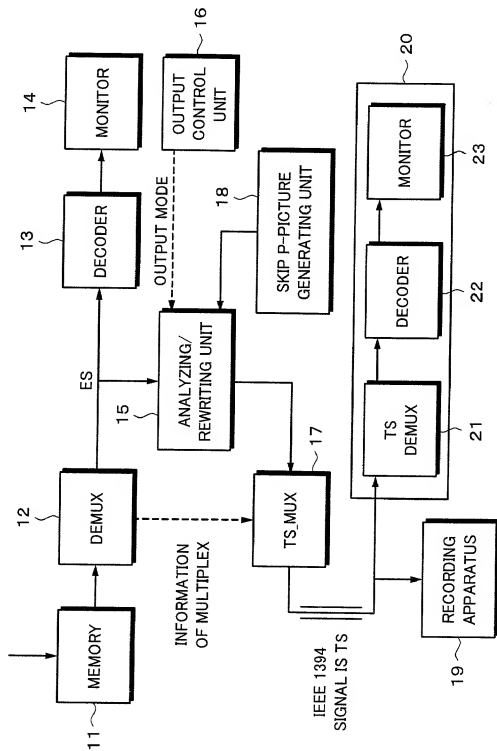 11
MEMORY
12
DEMUX
ES
13
DECODER
14
MONITOR
INFORMATION
OF MULTIPLEX
15
ANALYZING/
REWRITING UNIT
OUTPUT MODE
OUTPUT
CONTROL
UNIT
16
18
SKIP P-PICTURE
GENERATING UNIT
TS_MUX
17
IEEE 1394
SIGNAL IS TS
20
TS
DEMUX
21
DECODER
22
MONITOR
23
19
RECORDING
APPARATUS